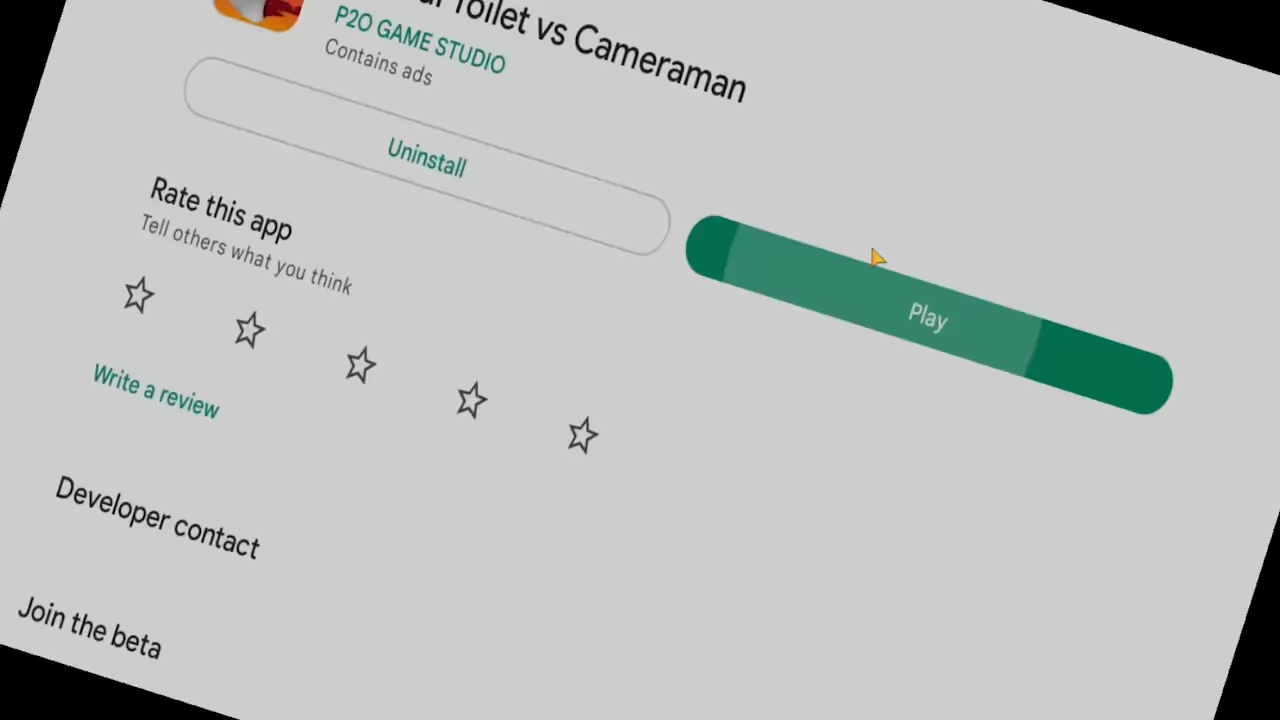 Toilet vs Cameraman
P2O GAME STUDIO
Contains ads
Uninstall
Play
Rate this app
Tell others what you think
Write a review
Developer contact
Join the beta